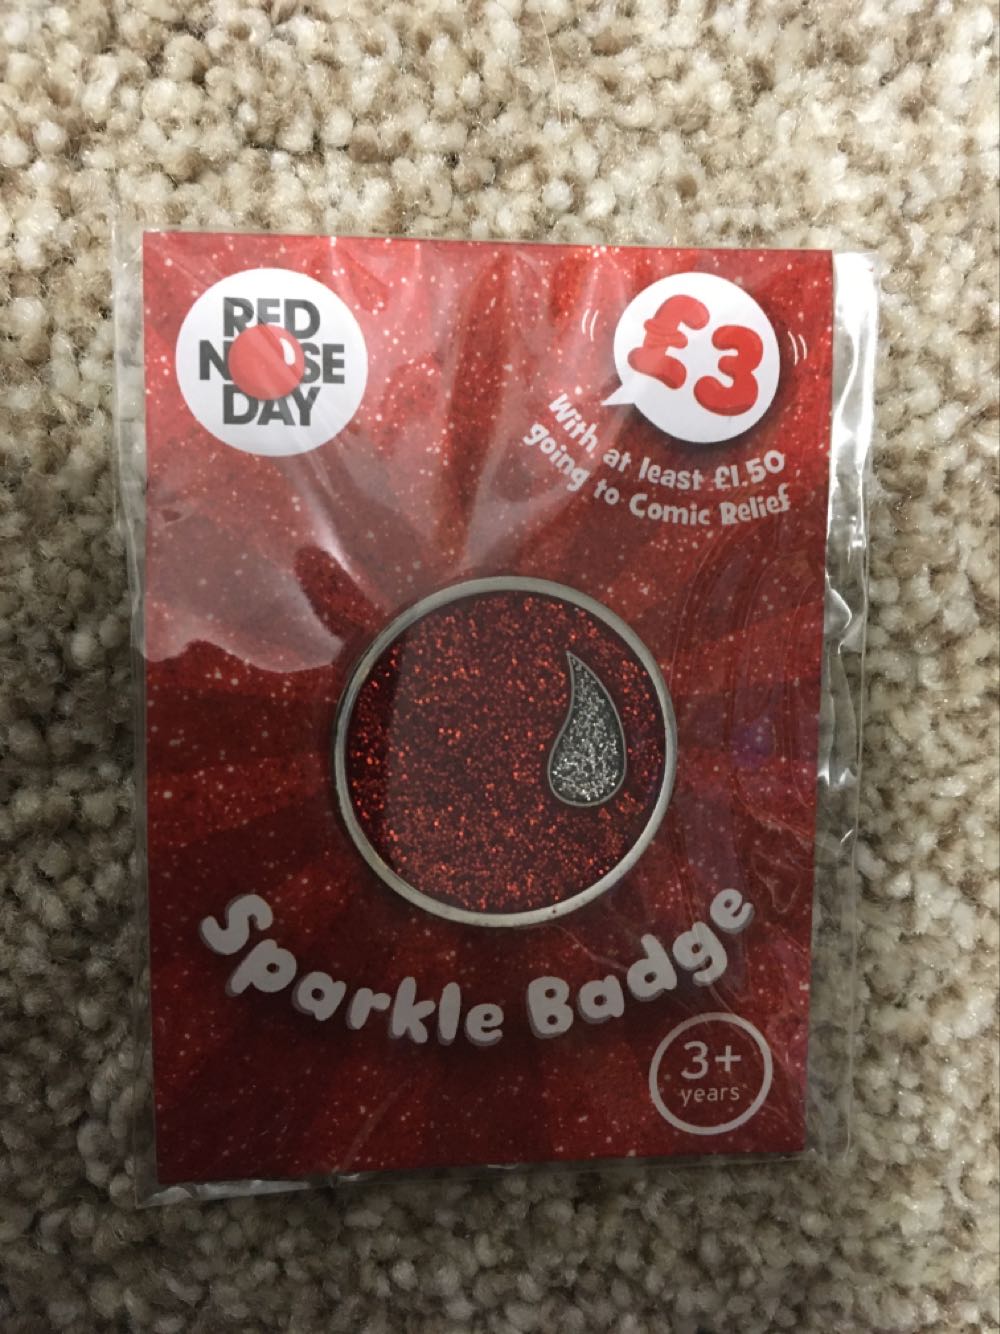 RED
NOSE
DAY
£3
With at least £1.50
going to Comic Relief
Sparkle Badge
3+
years